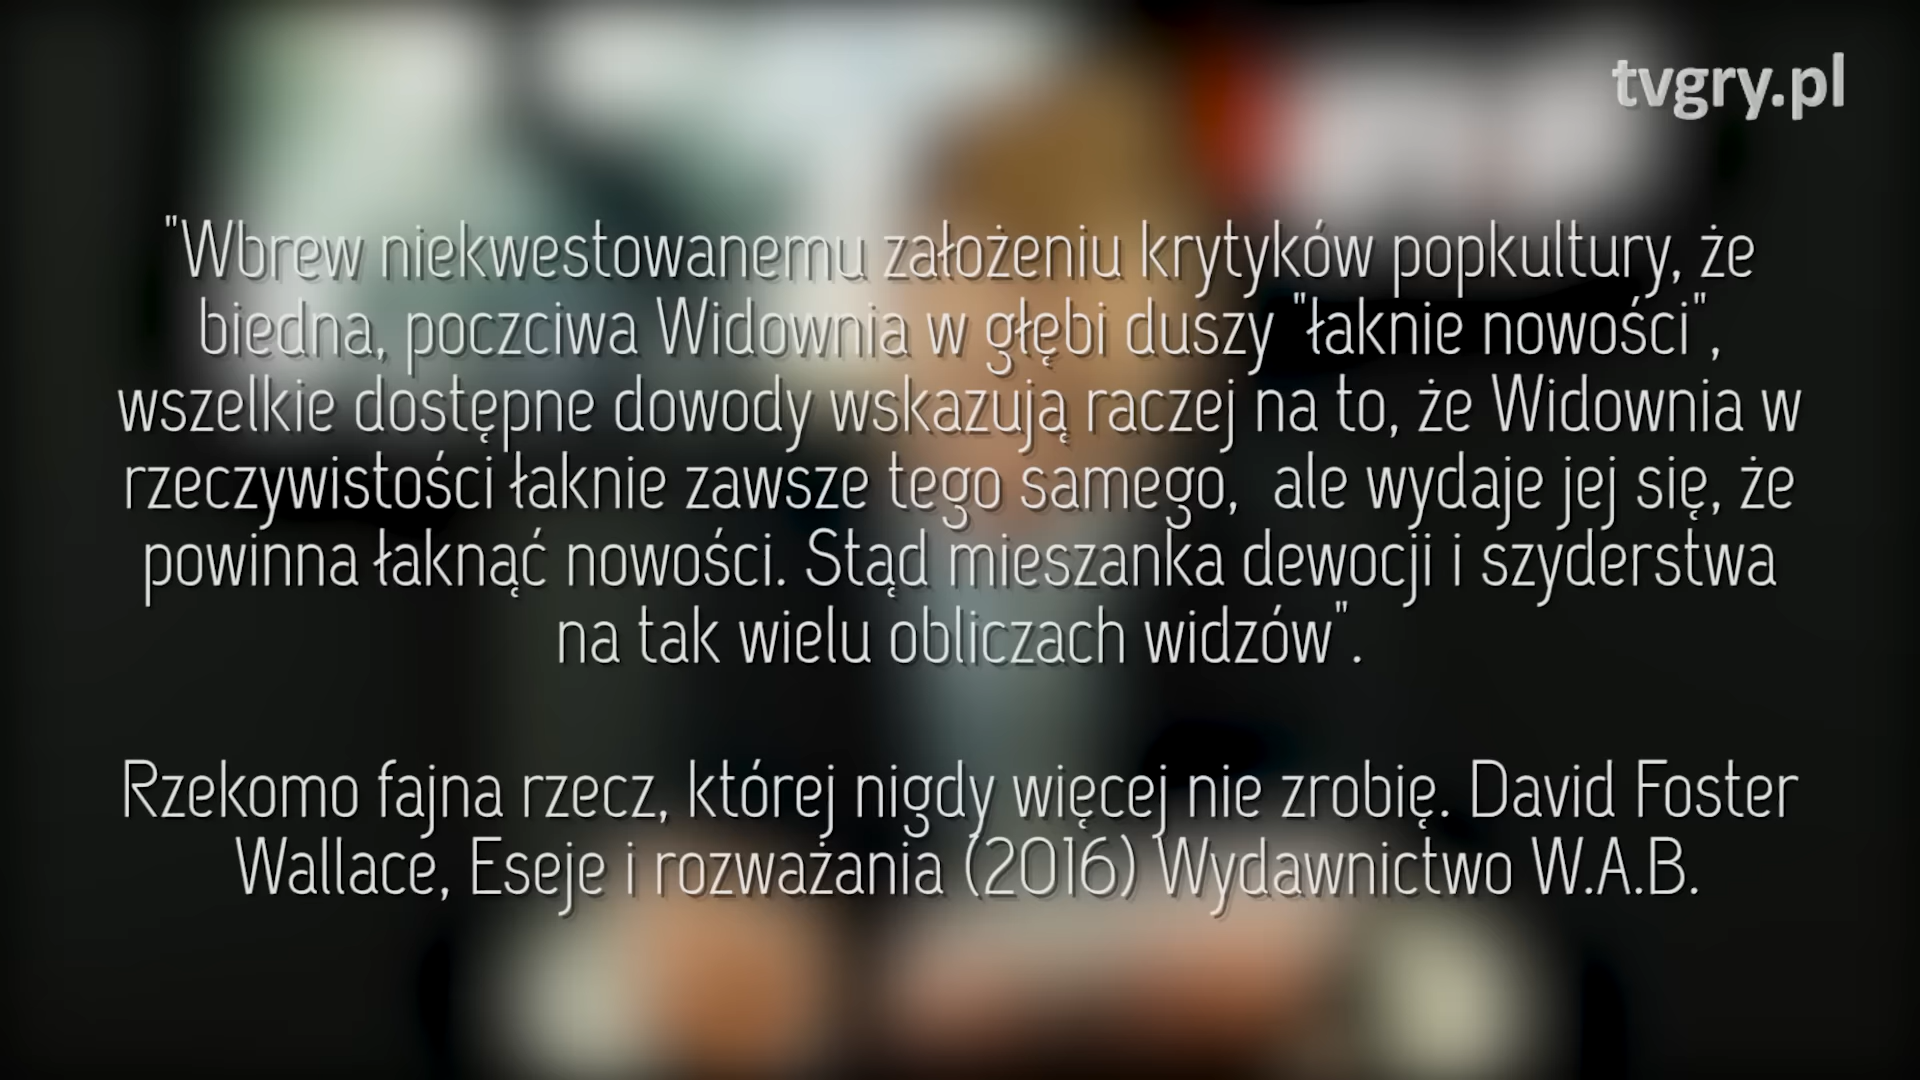 tvgry.pl
"Wbrew niekwestowanemu założeniu krytyków popkultury, że
biedna, poczciwa Widownia w głębi duszy "łaknie nowości",
wszelkie dostępne dowody wskazują raczej na to, że Widownia w
rzeczywistości łaknie zawsze tego samego,  ale wydaje jej się, że
powinna łaknąć nowości. Stąd mieszanka dewocji i szyderstwa
na tak wielu obliczach widzów".
Rzekomo fajna rzecz, której nigdy więcej nie zrobię. David Foster
Wallace, Eseje i rozważania (2016) Wydawnictwo W.A.B.